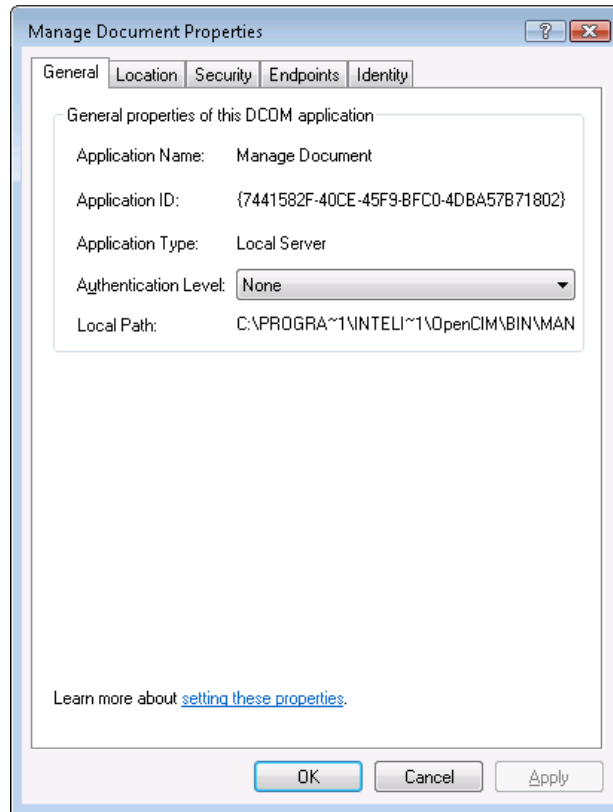 Manage Document Properties
General Location Security Endpoints Identity
General properties of this DCOM application
Application Name: Manage Document
Application ID: {7441582F-40CE-45F9-BFC0-4DBA57B71802}
Application Type: Local Server
Authentication Level: None
Local Path: C:\PROGRA~1\INTELI~1\OpenCIM\BIN\MAN
Learn more about setting these properties.
OK Cancel Apply